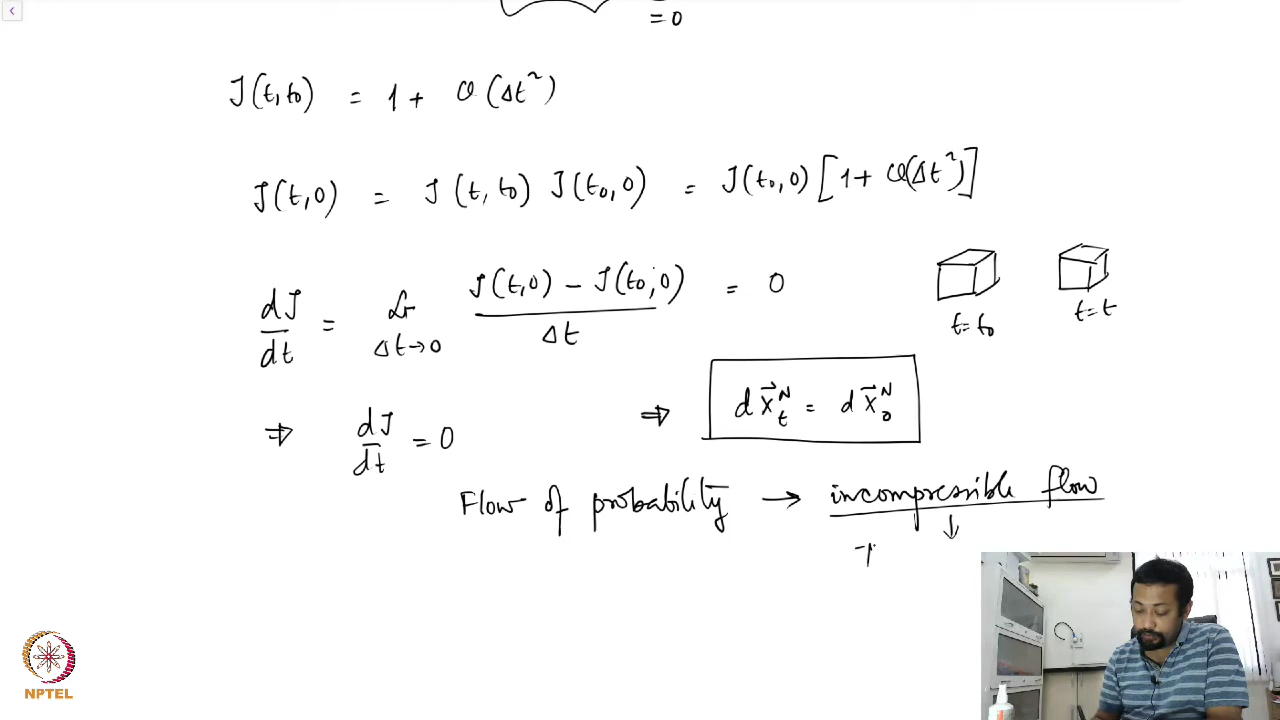 = 0
J(t,t₀) = 1 + O(Δt²)
J(t,0) = J(t,t₀) J(t₀,0) = J(t₀,0) [1 + O(Δt²)]
dJ/dt = Lt Δt→0 J(t,0) − J(t₀,0) / Δt = 0
t = t₀
t = t
⇒ dJ/dt = 0 ⇒ dX⃗ₜᴺ = dX⃗₀ᴺ
Flow of probability → incompressible flow
↓
NPTEL